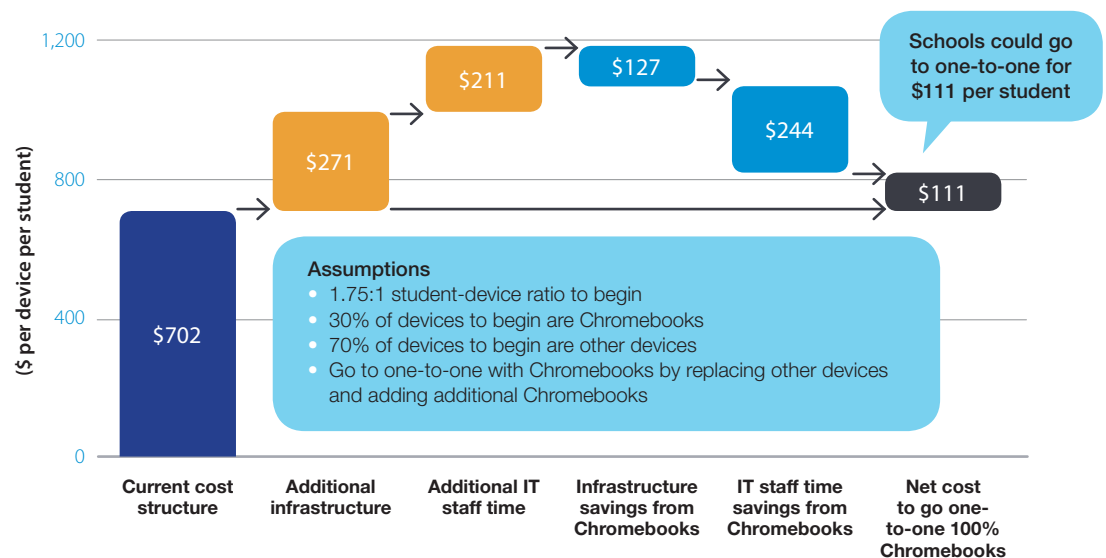 1,200
800
400
0
($ per device per student)
$702
$271
$211
$127
$244
$111
Schools could go
to one-to-one for
$111 per student
Assumptions
• 1.75:1 student-device ratio to begin
• 30% of devices to begin are Chromebooks
• 70% of devices to begin are other devices
• Go to one-to-one with Chromebooks by replacing other devices
and adding additional Chromebooks
Current cost
structure
Additional
infrastructure
Additional IT
staff time
Infrastructure
savings from
Chromebooks
IT staff time
savings from
Chromebooks
Net cost
to go one-
to-one 100%
Chromebooks